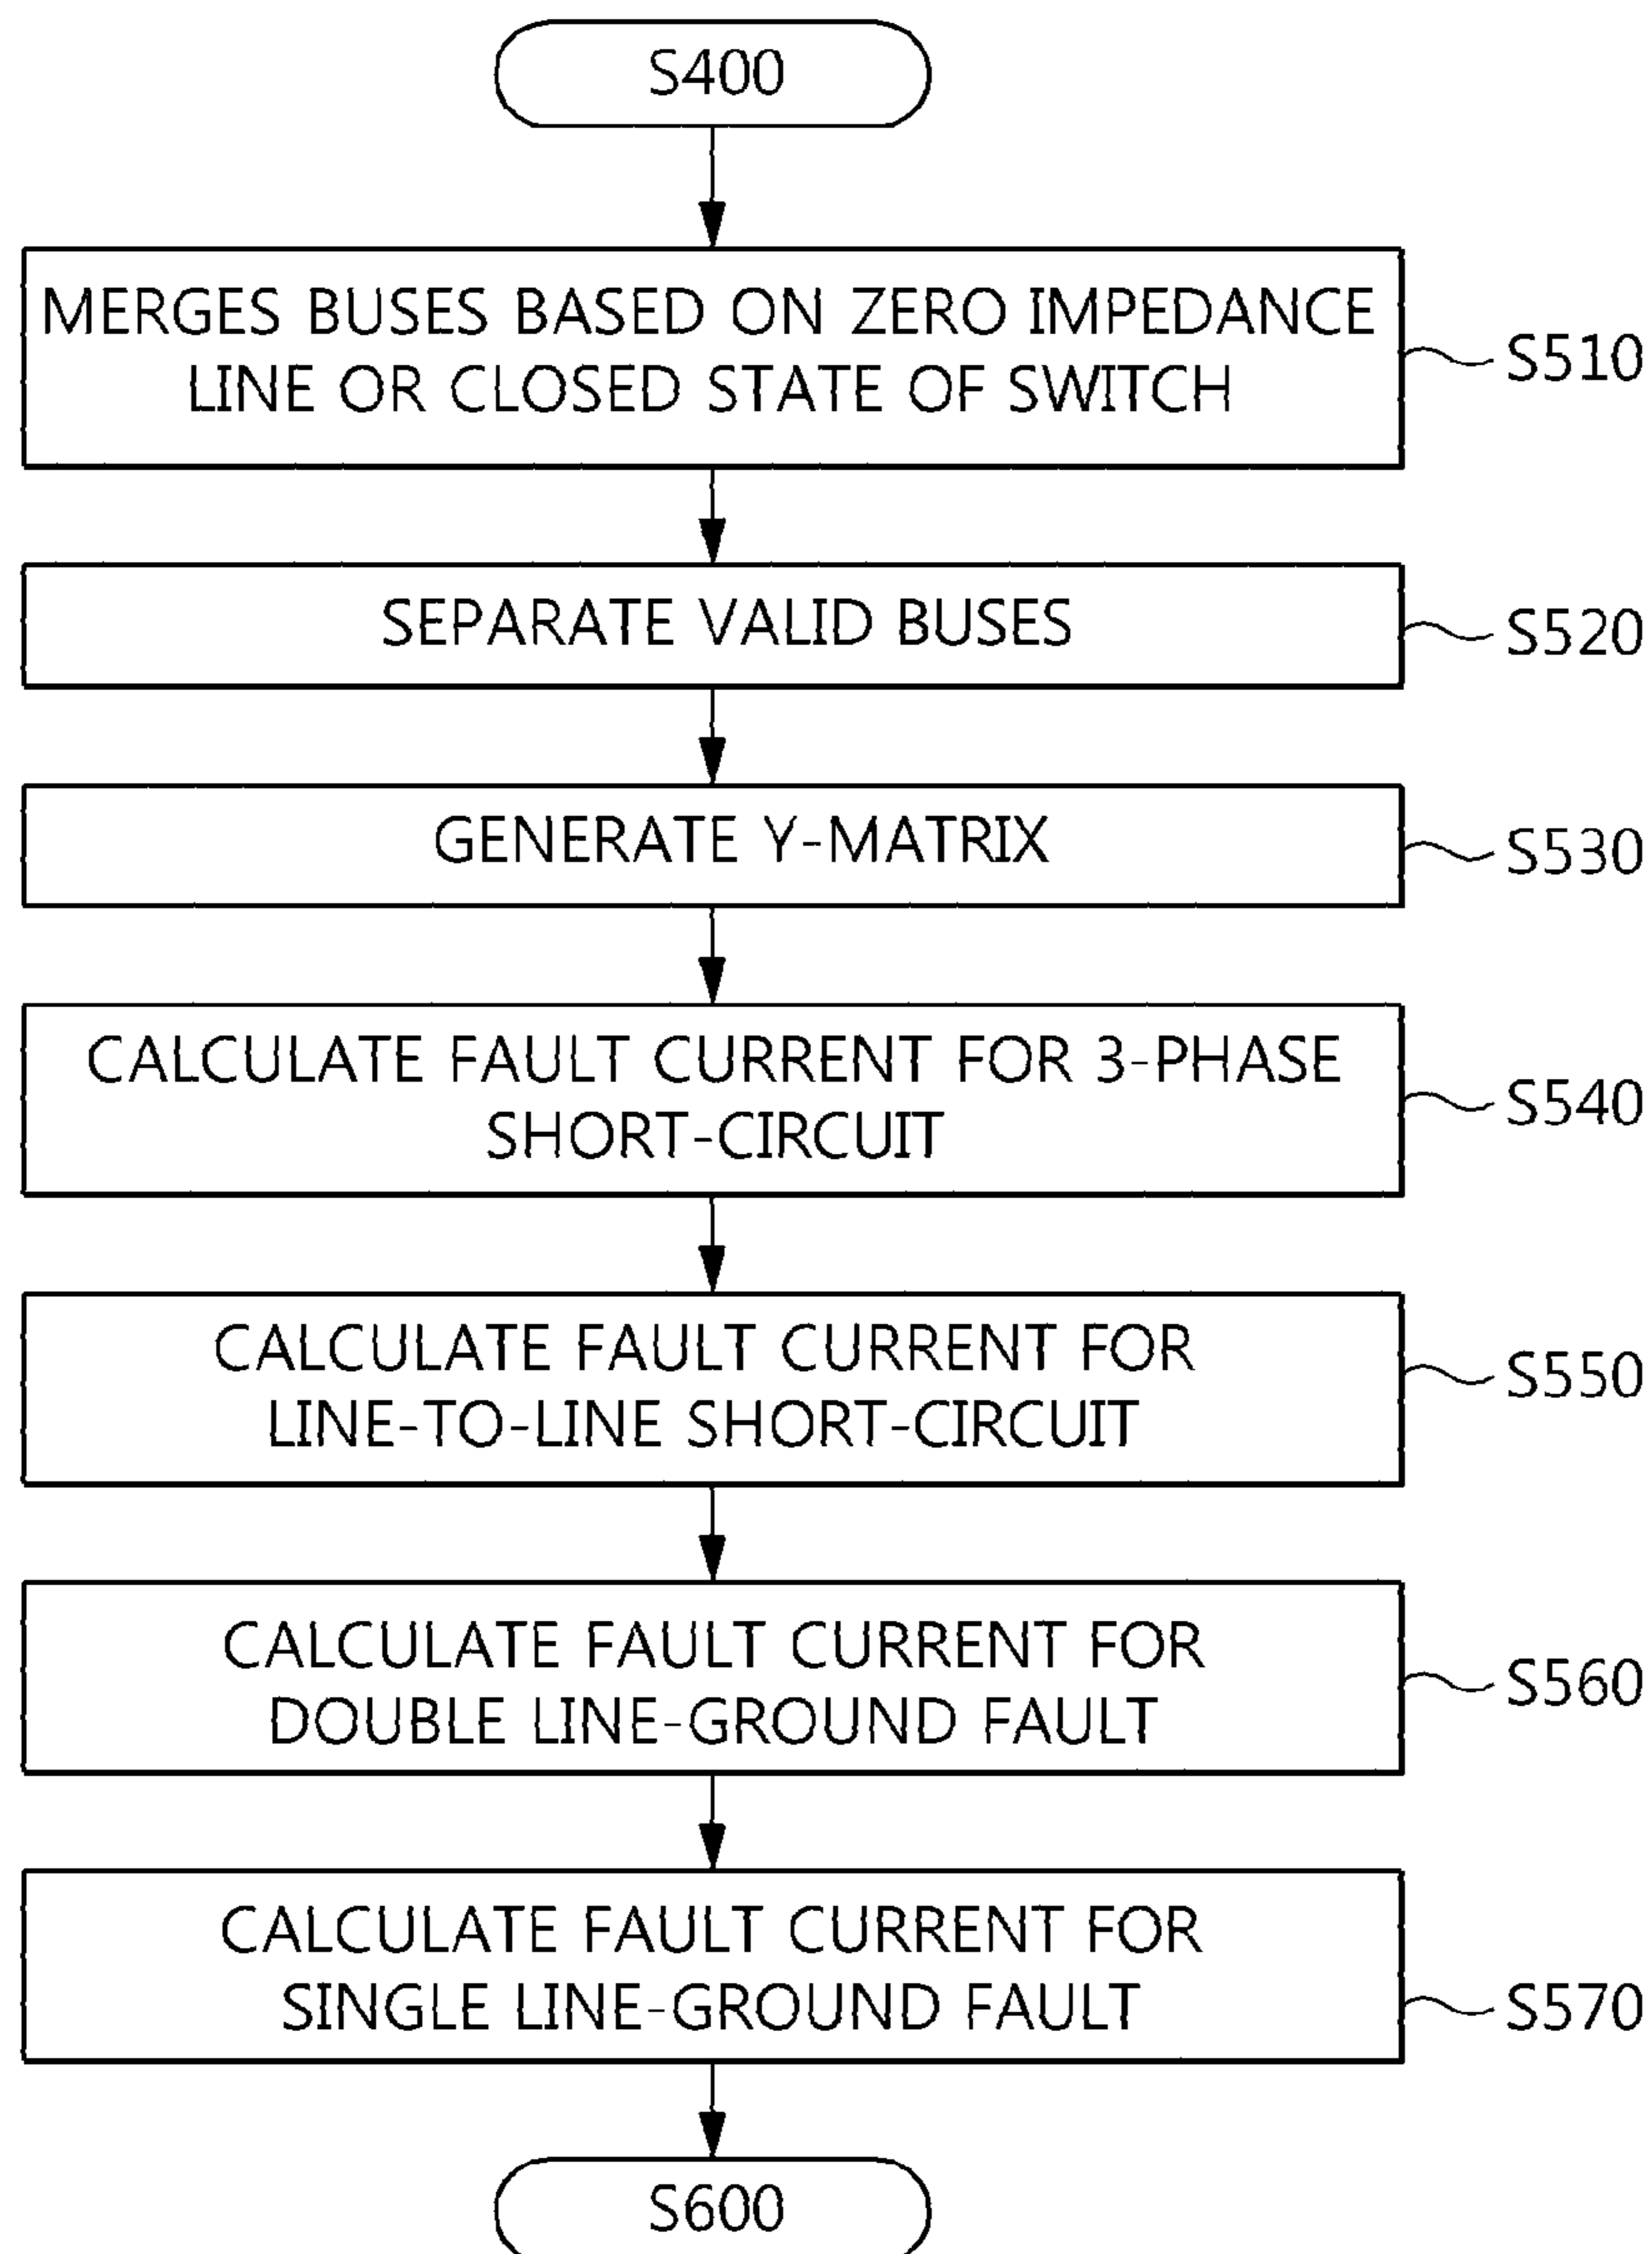 S400
MERGES BUSES BASED ON ZERO IMPEDANCE
LINE OR CLOSED STATE OF SWITCH
S510
SEPARATE VALID BUSES
S520
GENERATE Y-MATRIX
S530
CALCULATE FAULT CURRENT FOR 3-PHASE
SHORT-CIRCUIT
S540
CALCULATE FAULT CURRENT FOR
LINE-TO-LINE SHORT-CIRCUIT
S550
CALCULATE FAULT CURRENT FOR
DOUBLE LINE-GROUND FAULT
S560
CALCULATE FAULT CURRENT FOR
SINGLE LINE-GROUND FAULT
S570
S600